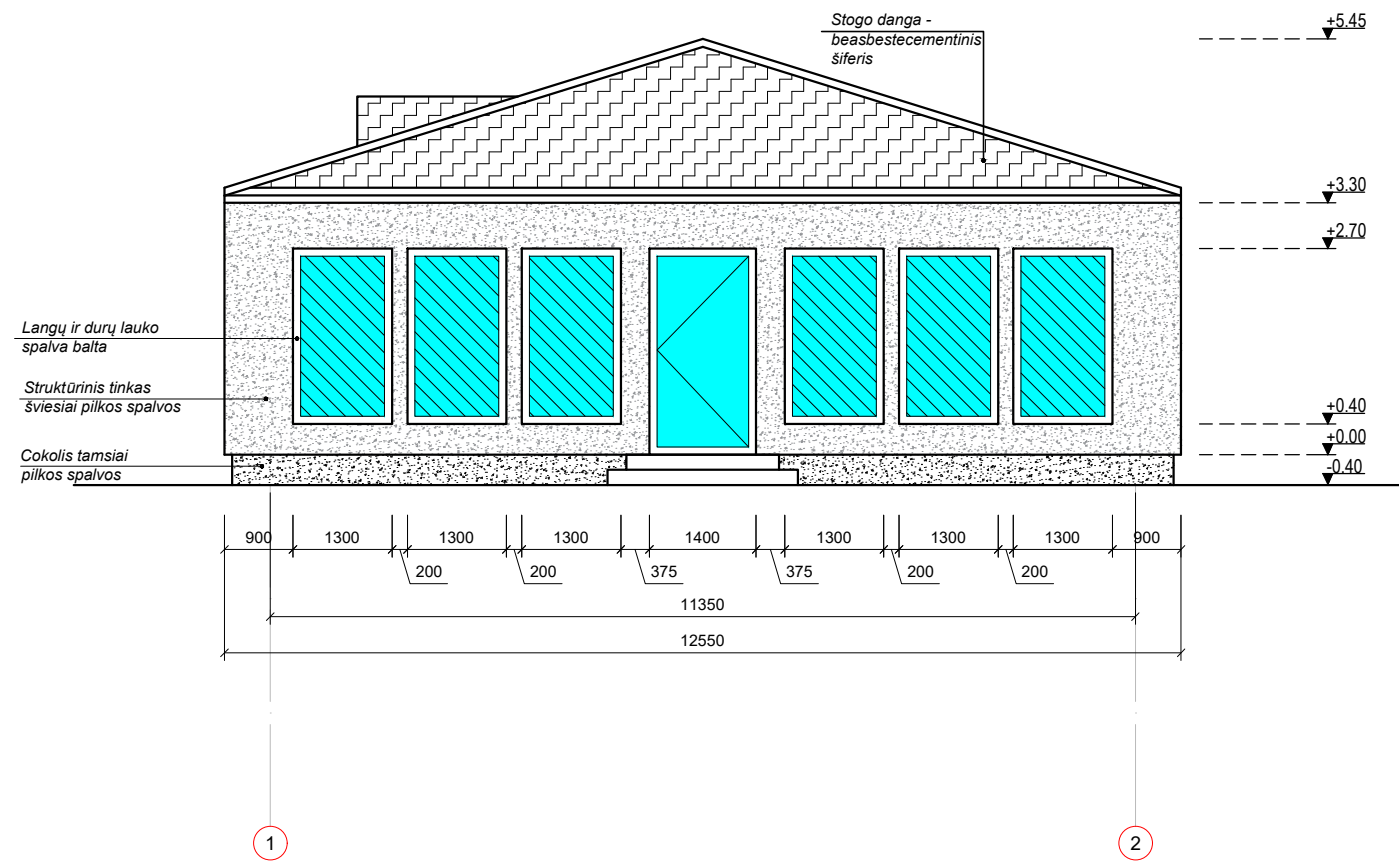 Stogo danga -
beasbestecementinis
šiferis
+5.45
+3.30
+2.70
Langų ir durų lauko
spalva balta
Struktūrinis tinkas
šviesiai pilkos spalvos
+0.40
+0.00
Cokolis tamsiai
pilkos spalvos
-0.40
900 1300 1300 1300 1400 1300 1300 1300 900
200 200 375 375 200 200
11350
12550
1 2